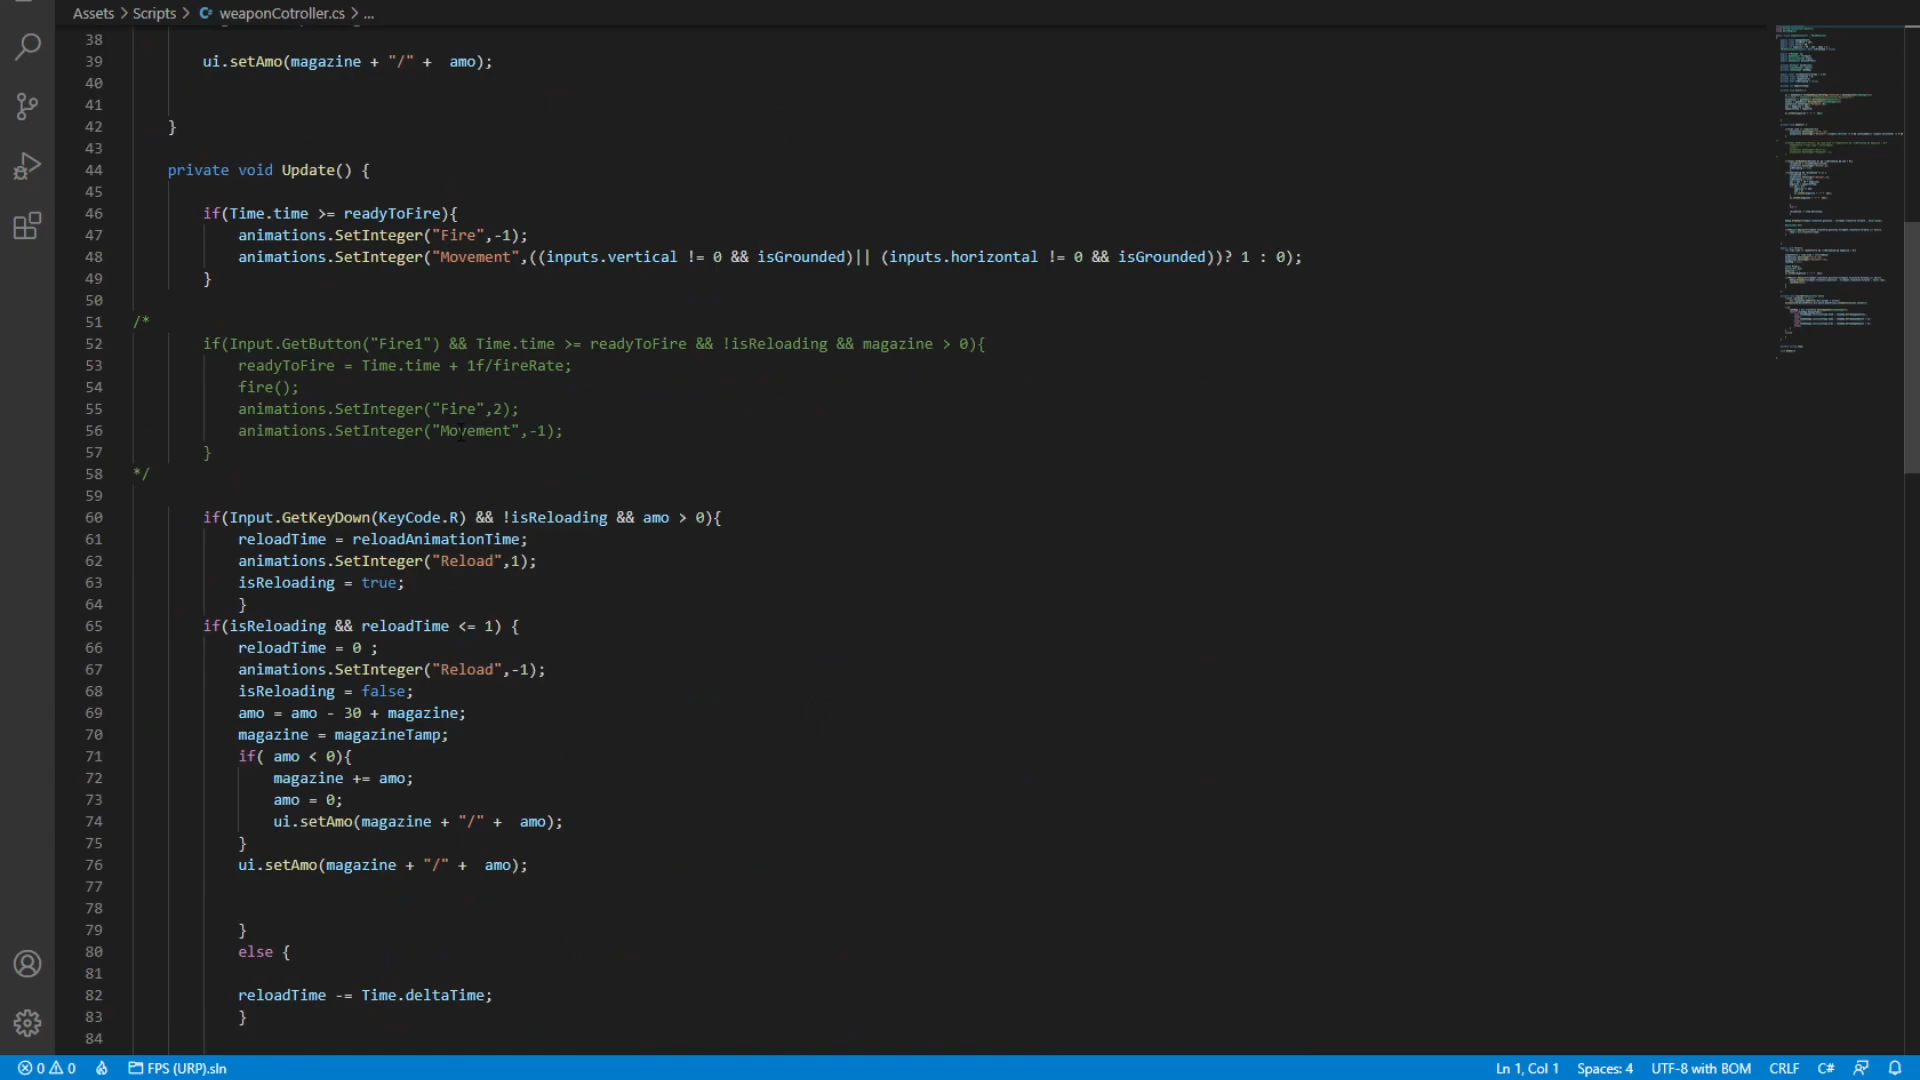 Assets > Scripts > weaponCotroller.cs > ...
38
39 ui.setAmo(magazine + "/" +  amo);
40
41
42 }
43
44 private void Update() {
45
46 if(Time.time >= readyToFire){
47 animations.SetInteger("Fire",-1);
48 animations.SetInteger("Movement",((inputs.vertical != 0 && isGrounded)|| (inputs.horizontal != 0 && isGrounded))? 1 : 0);
49 }
50
51 /*
52 if(Input.GetButton("Fire1") && Time.time >= readyToFire && !isReloading && magazine > 0){
53 readyToFire = Time.time + 1f/fireRate;
54 fire();
55 animations.SetInteger("Fire",2);
56 animations.SetInteger("Movement",-1);
57 }
58 */
59
60 if(Input.GetKeyDown(KeyCode.R) && !isReloading && amo > 0){
61 reloadTime = reloadAnimationTime;
62 animations.SetInteger("Reload",1);
63 isReloading = true;
64 }
65 if(isReloading && reloadTime <= 1) {
66 reloadTime = 0 ;
67 animations.SetInteger("Reload",-1);
68 isReloading = false;
69 amo = amo - 30 + magazine;
70 magazine = magazineTamp;
71 if( amo < 0){
72 magazine += amo;
73 amo = 0;
74 ui.setAmo(magazine + "/" +  amo);
75 }
76 ui.setAmo(magazine + "/" +  amo);
77
78
79 }
80 else {
81
82 reloadTime -= Time.deltaTime;
83 }
84
0 0 FPS (URP).sln Ln 1, Col 1 Spaces: 4 UTF-8 with BOM CRLF C#